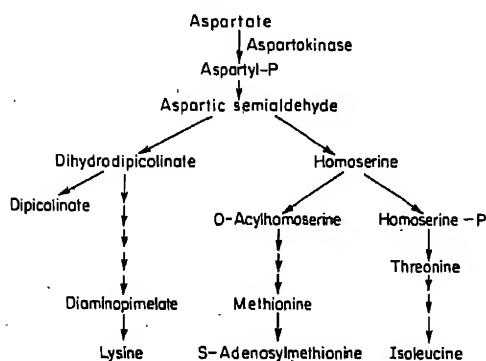 Aspartate
Aspartokinase
Aspartyl-P
Aspartic semialdehyde
Dihydrodipicolinate Homoserine
Dipicolinate O-Acylhomoserine Homoserine-P
Threonine
Diaminopimelate Methionine
Lysine S-Adenosylmethionine Isoleucine